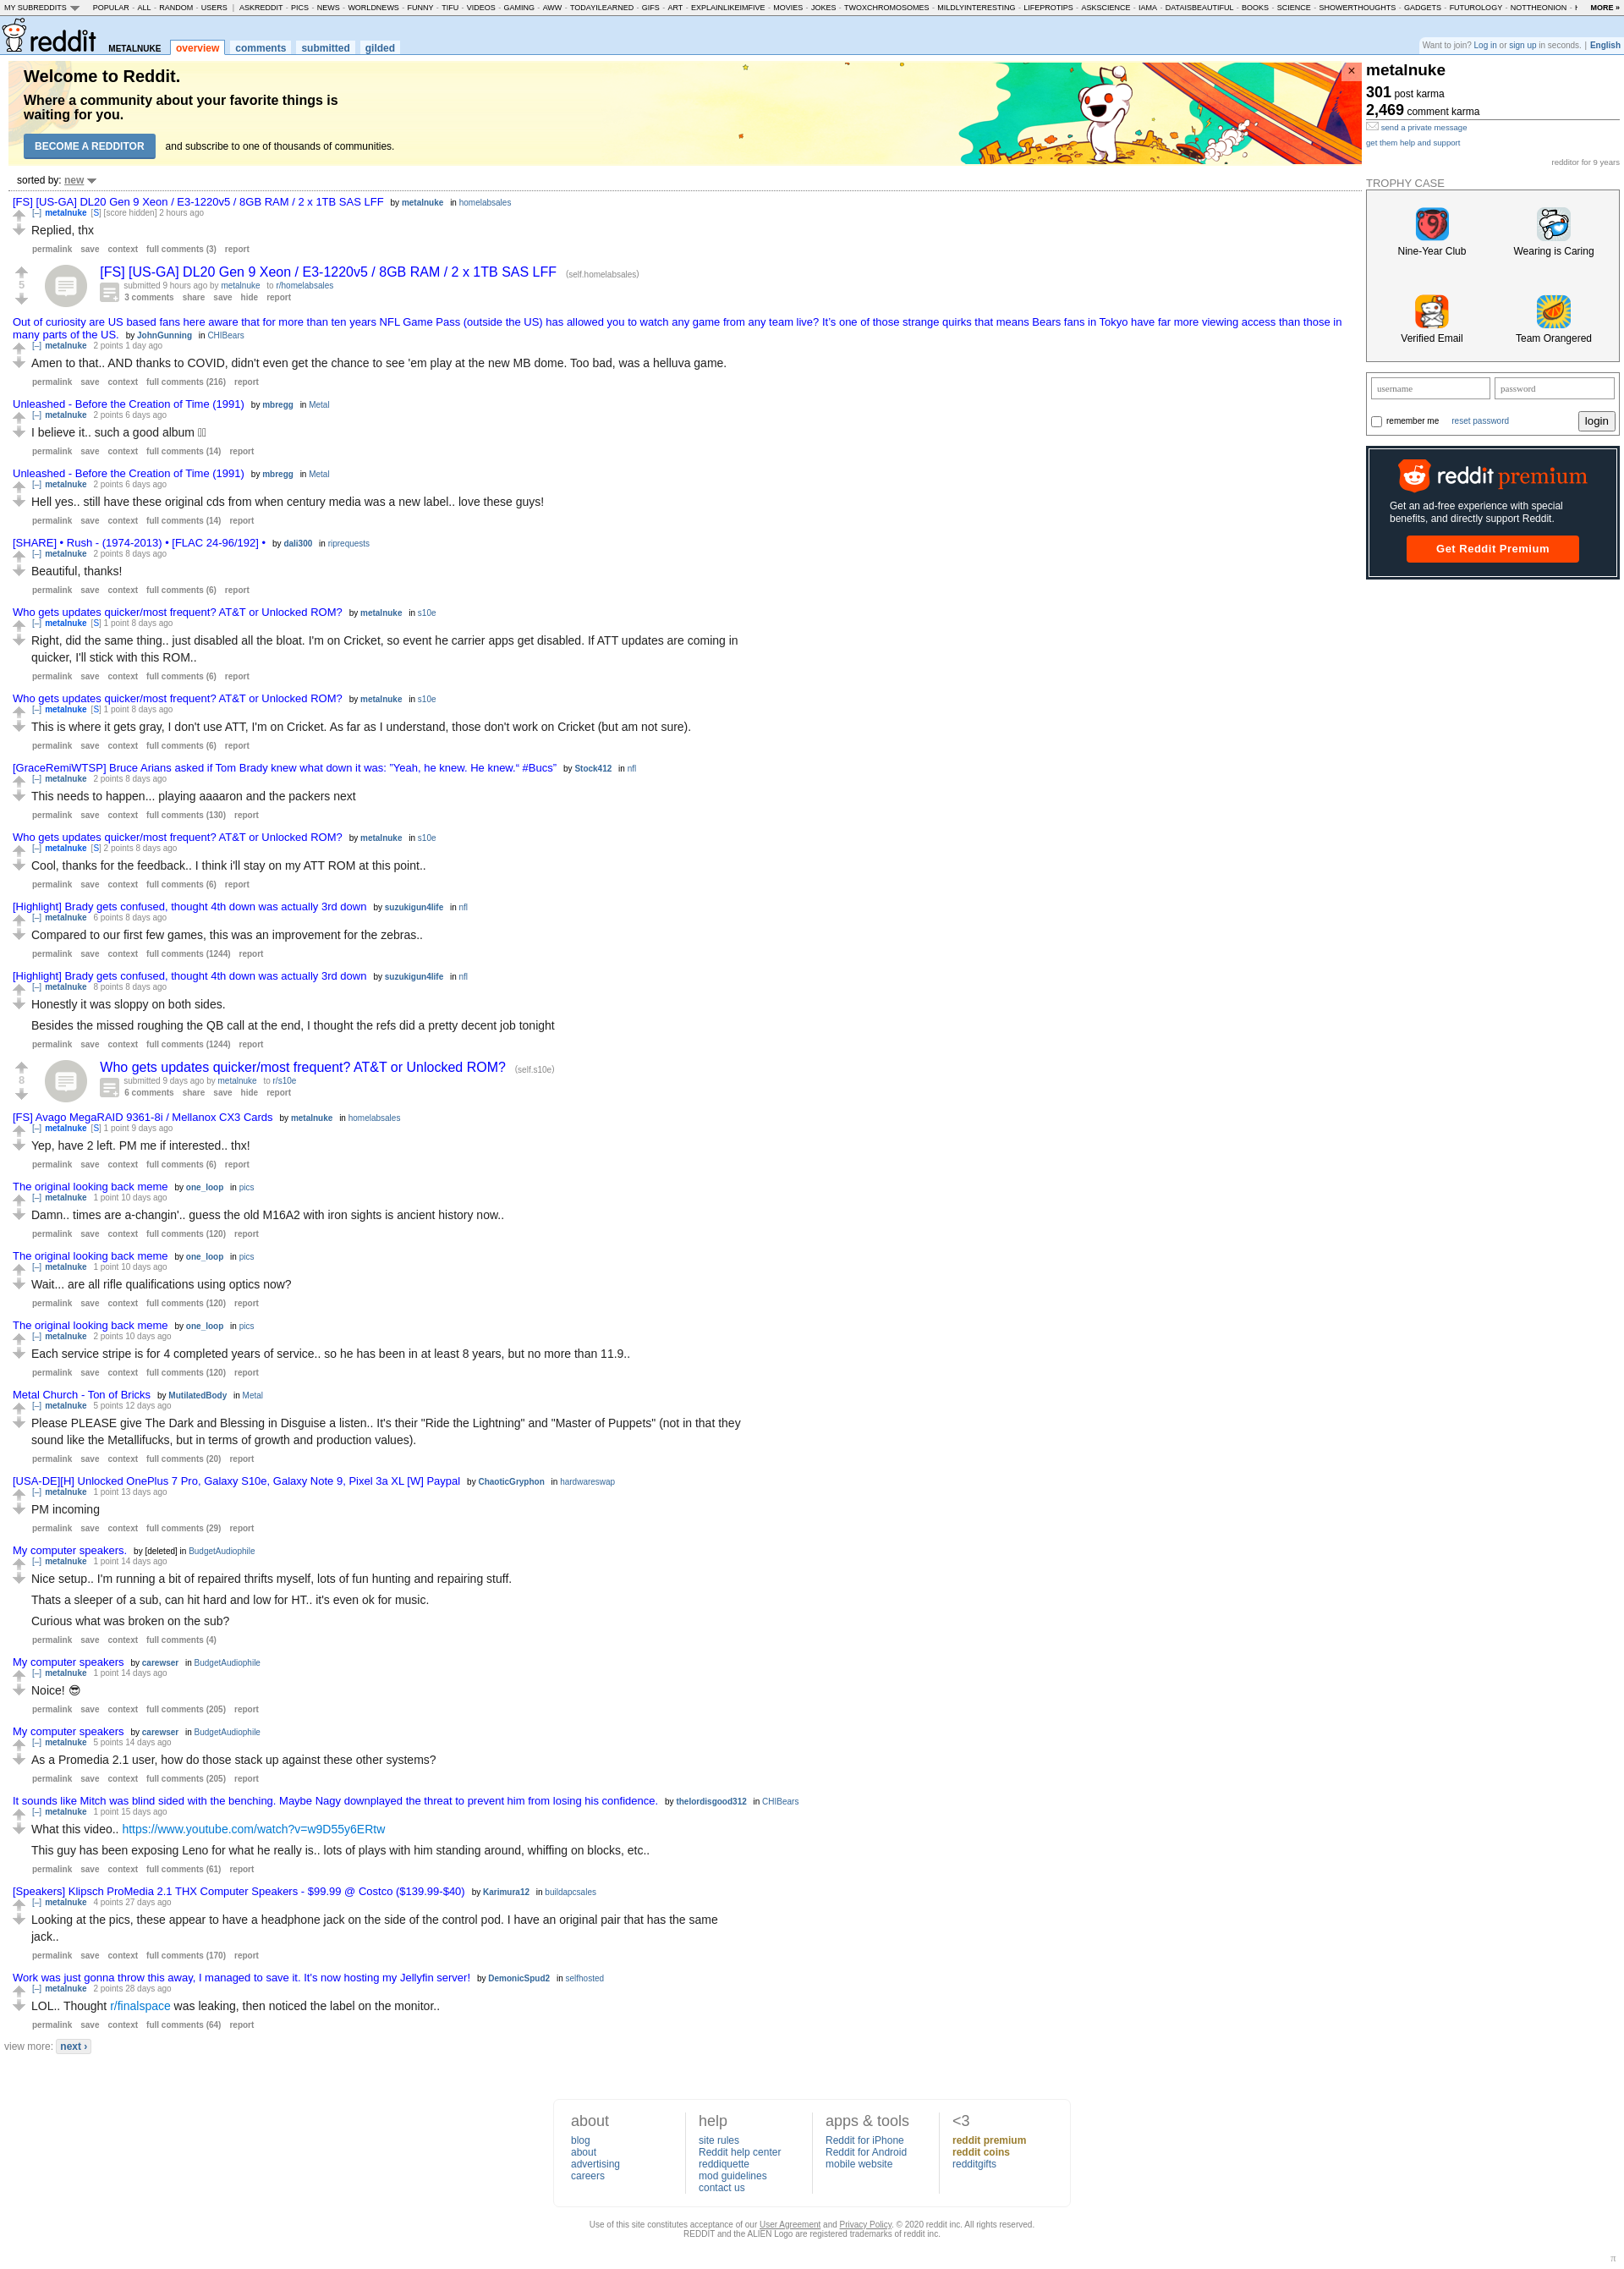 MY SUBREDDITS POPULAR - ALL - RANDOM - USERS | ASKREDDIT - PICS - NEWS - WORLDNEWS - FUNNY - TIFU - VIDEOS - GAMING - AWW - TODAYILEARNED - GIFS - ART - EXPLAINLIKEIMFIVE - MOVIES - JOKES - TWOXCHROMOSOMES - MILDLYINTERESTING - LIFEPROTIPS - ASKSCIENCE - IAMA - DATAISBEAUTIFUL - BOOKS - SCIENCE - SHOWERTHOUGHTS - GADGETS - FUTUROLOGY - NOTTHEONION - MORE »
reddit METALNUKE overview comments submitted gilded
Want to join? Log in or sign up in seconds. | English
Welcome to Reddit.
Where a community about your favorite things is
waiting for you.
BECOME A REDDITOR and subscribe to one of thousands of communities.
×
sorted by: new
[FS] [US-GA] DL20 Gen 9 Xeon / E3-1220v5 / 8GB RAM / 2 x 1TB SAS LFF by metalnuke in homelabsales
[–] metalnuke [S] [score hidden] 2 hours ago
Replied, thx
permalink save context full comments (3) report
[FS] [US-GA] DL20 Gen 9 Xeon / E3-1220v5 / 8GB RAM / 2 x 1TB SAS LFF (self.homelabsales)
5
submitted 9 hours ago by metalnuke to r/homelabsales
3 comments share save hide report
Out of curiosity are US based fans here aware that for more than ten years NFL Game Pass (outside the US) has allowed you to watch any game from any team live? It's one of those strange quirks that means Bears fans in Tokyo have far more viewing access than those in
many parts of the US. by JohnGunning in CHIBears
[–] metalnuke 2 points 1 day ago
Amen to that.. AND thanks to COVID, didn't even get the chance to see 'em play at the new MB dome. Too bad, was a helluva game.
permalink save context full comments (216) report
Unleashed - Before the Creation of Time (1991) by mbregg in Metal
[–] metalnuke 2 points 6 days ago
I believe it.. such a good album
permalink save context full comments (14) report
Unleashed - Before the Creation of Time (1991) by mbregg in Metal
[–] metalnuke 2 points 6 days ago
Hell yes.. still have these original cds from when century media was a new label.. love these guys!
permalink save context full comments (14) report
[SHARE] • Rush - (1974-2013) • [FLAC 24-96/192] • by dali300 in riprequests
[–] metalnuke 2 points 8 days ago
Beautiful, thanks!
permalink save context full comments (6) report
Who gets updates quicker/most frequent? AT&T or Unlocked ROM? by metalnuke in s10e
[–] metalnuke [S] 1 point 8 days ago
Right, did the same thing.. just disabled all the bloat. I'm on Cricket, so event he carrier apps get disabled. If ATT updates are coming in
quicker, I'll stick with this ROM..
permalink save context full comments (6) report
Who gets updates quicker/most frequent? AT&T or Unlocked ROM? by metalnuke in s10e
[–] metalnuke [S] 1 point 8 days ago
This is where it gets gray, I don't use ATT, I'm on Cricket. As far as I understand, those don't work on Cricket (but am not sure).
permalink save context full comments (6) report
[GraceRemiWTSP] Bruce Arians asked if Tom Brady knew what down it was: ”Yeah, he knew. He knew.“ #Bucs” by Stock412 in nfl
[–] metalnuke 2 points 8 days ago
This needs to happen... playing aaaaron and the packers next
permalink save context full comments (130) report
Who gets updates quicker/most frequent? AT&T or Unlocked ROM? by metalnuke in s10e
[–] metalnuke [S] 2 points 8 days ago
Cool, thanks for the feedback.. I think i'll stay on my ATT ROM at this point..
permalink save context full comments (6) report
[Highlight] Brady gets confused, thought 4th down was actually 3rd down by suzukigun4life in nfl
[–] metalnuke 6 points 8 days ago
Compared to our first few games, this was an improvement for the zebras..
permalink save context full comments (1244) report
[Highlight] Brady gets confused, thought 4th down was actually 3rd down by suzukigun4life in nfl
[–] metalnuke 8 points 8 days ago
Honestly it was sloppy on both sides.
Besides the missed roughing the QB call at the end, I thought the refs did a pretty decent job tonight
permalink save context full comments (1244) report
Who gets updates quicker/most frequent? AT&T or Unlocked ROM? (self.s10e)
8
submitted 9 days ago by metalnuke to r/s10e
6 comments share save hide report
[FS] Avago MegaRAID 9361-8i / Mellanox CX3 Cards by metalnuke in homelabsales
[–] metalnuke [S] 1 point 9 days ago
Yep, have 2 left. PM me if interested.. thx!
permalink save context full comments (6) report
The original looking back meme by one_loop in pics
[–] metalnuke 1 point 10 days ago
Damn.. times are a-changin'.. guess the old M16A2 with iron sights is ancient history now..
permalink save context full comments (120) report
The original looking back meme by one_loop in pics
[–] metalnuke 1 point 10 days ago
Wait... are all rifle qualifications using optics now?
permalink save context full comments (120) report
The original looking back meme by one_loop in pics
[–] metalnuke 2 points 10 days ago
Each service stripe is for 4 completed years of service.. so he has been in at least 8 years, but no more than 11.9..
permalink save context full comments (120) report
Metal Church - Ton of Bricks by MutilatedBody in Metal
[–] metalnuke 5 points 12 days ago
Please PLEASE give The Dark and Blessing in Disguise a listen.. It's their "Ride the Lightning" and "Master of Puppets" (not in that they
sound like the Metallifucks, but in terms of growth and production values).
permalink save context full comments (20) report
[USA-DE][H] Unlocked OnePlus 7 Pro, Galaxy S10e, Galaxy Note 9, Pixel 3a XL [W] Paypal by ChaoticGryphon in hardwareswap
[–] metalnuke 1 point 13 days ago
PM incoming
permalink save context full comments (29) report
My computer speakers. by [deleted] in BudgetAudiophile
[–] metalnuke 1 point 14 days ago
Nice setup.. I'm running a bit of repaired thrifts myself, lots of fun hunting and repairing stuff.
Thats a sleeper of a sub, can hit hard and low for HT.. it's even ok for music.
Curious what was broken on the sub?
permalink save context full comments (4)
My computer speakers by carewser in BudgetAudiophile
[–] metalnuke 1 point 14 days ago
Noice! 😎
permalink save context full comments (205) report
My computer speakers by carewser in BudgetAudiophile
[–] metalnuke 5 points 14 days ago
As a Promedia 2.1 user, how do those stack up against these other systems?
permalink save context full comments (205) report
It sounds like Mitch was blind sided with the benching. Maybe Nagy downplayed the threat to prevent him from losing his confidence. by thelordisgood312 in CHIBears
[–] metalnuke 1 point 15 days ago
What this video.. https://www.youtube.com/watch?v=w9D55y6ERtw
This guy has been exposing Leno for what he really is.. lots of plays with him standing around, whiffing on blocks, etc..
permalink save context full comments (61) report
[Speakers] Klipsch ProMedia 2.1 THX Computer Speakers - $99.99 @ Costco ($139.99-$40) by Karimura12 in buildapcsales
[–] metalnuke 4 points 27 days ago
Looking at the pics, these appear to have a headphone jack on the side of the control pod. I have an original pair that has the same
jack..
permalink save context full comments (170) report
Work was just gonna throw this away, I managed to save it. It's now hosting my Jellyfin server! by DemonicSpud2 in selfhosted
[–] metalnuke 2 points 28 days ago
LOL.. Thought r/finalspace was leaking, then noticed the label on the monitor..
permalink save context full comments (64) report
view more: next ›
metalnuke
301 post karma
2,469 comment karma
send a private message
get them help and support
redditor for 9 years
TROPHY CASE
9
Nine-Year Club Wearing is Caring
Verified Email Team Orangered
username password
remember me reset password login
reddit premium
Get an ad-free experience with special
benefits, and directly support Reddit.
Get Reddit Premium
about
blog
about
advertising
careers
help
site rules
Reddit help center
reddiquette
mod guidelines
contact us
apps & tools
Reddit for iPhone
Reddit for Android
mobile website
<3
reddit premium
reddit coins
redditgifts
Use of this site constitutes acceptance of our User Agreement and Privacy Policy. © 2020 reddit inc. All rights reserved.
REDDIT and the ALIEN Logo are registered trademarks of reddit inc.
π